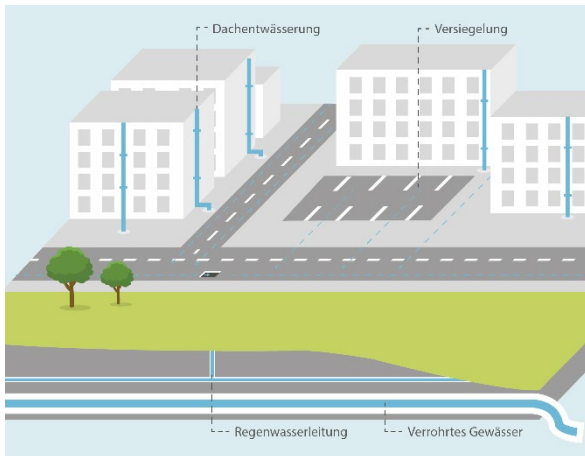 Dachentwässerung
Versiegelung
Regenwasserleitung
Verrohrtes Gewässer